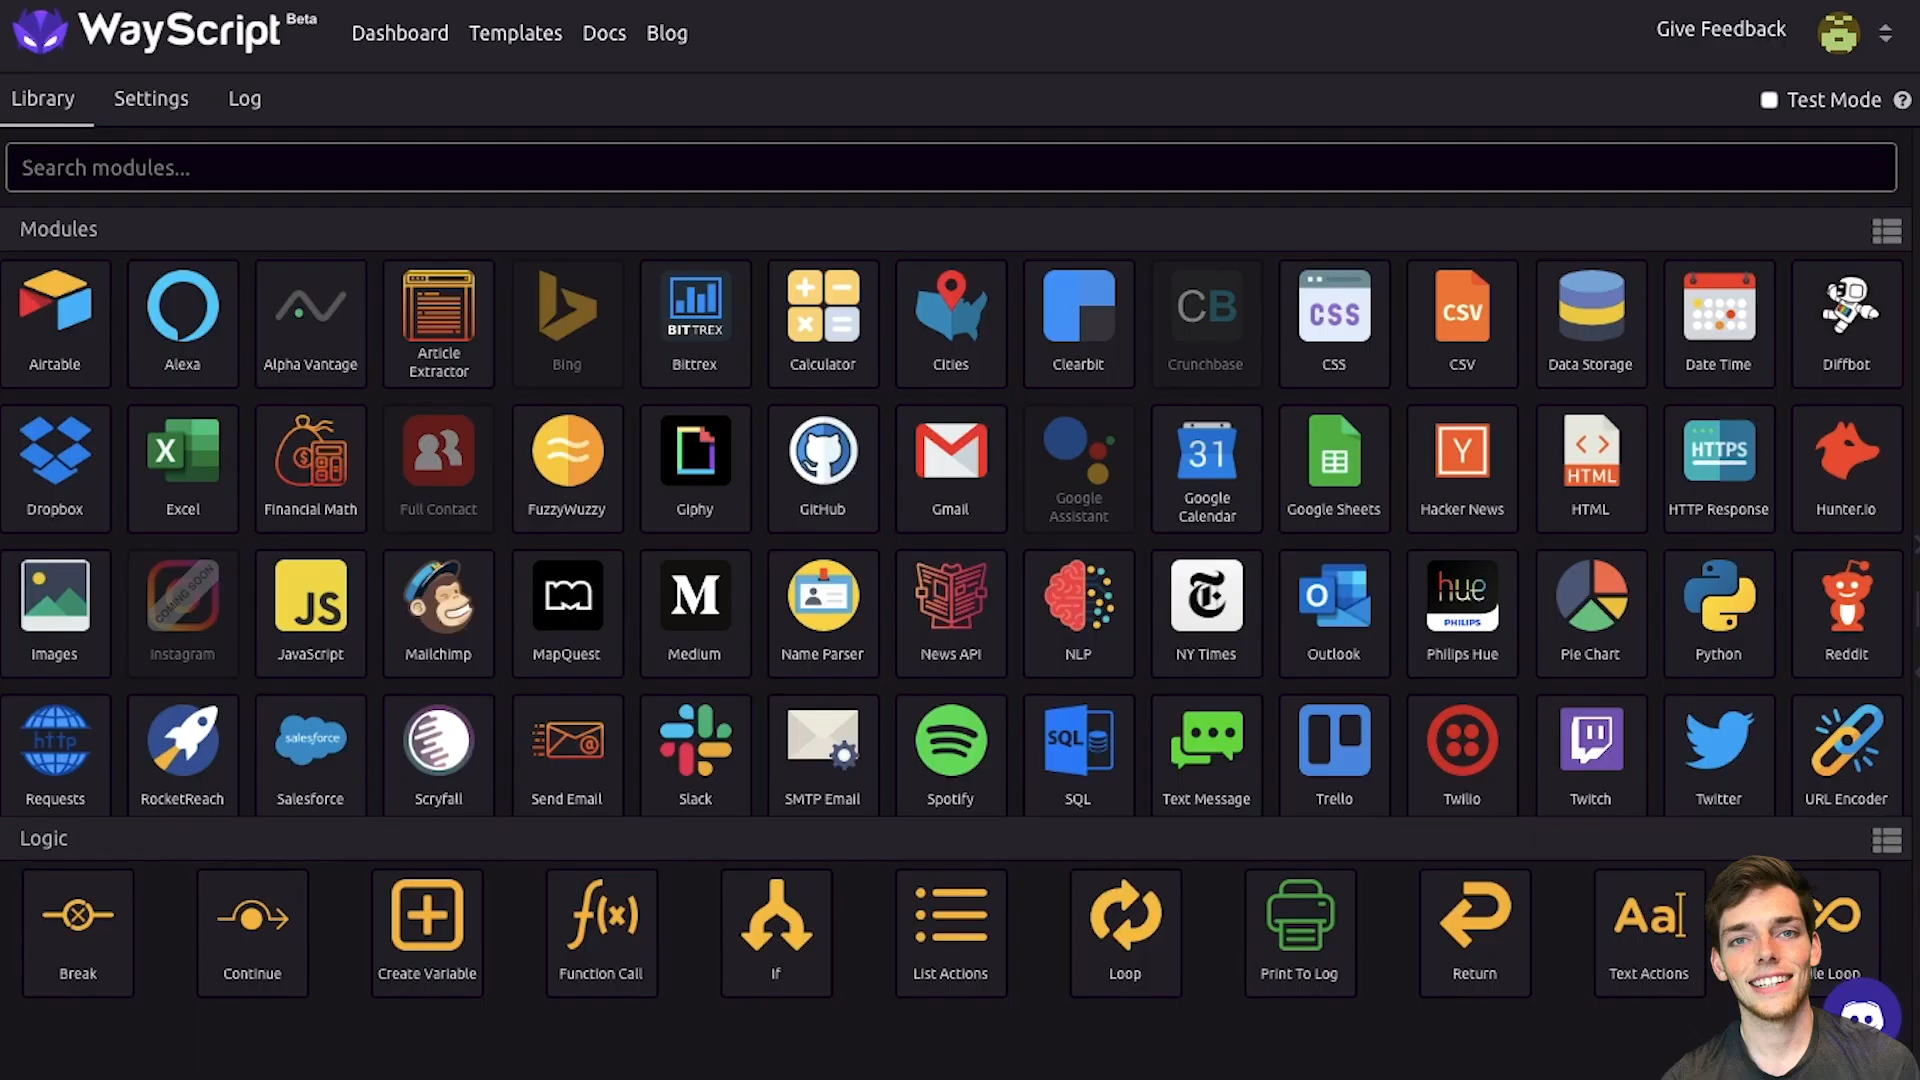 WayScript Beta
Dashboard Templates Docs Blog
Give Feedback
Library Settings Log
Test Mode ?
Search modules...
Modules
BITTREX
CB
CSS
CSV
Airtable
Alexa
Alpha Vantage
Article Extractor
Bing
Bittrex
Calculator
Cities
Clearbit
Crunchbase
CSS
CSV
Data Storage
Date Time
Diffbot
X
31
Y
HTML
HTTPS
Dropbox
Excel
Financial Math
Full Contact
FuzzyWuzzy
Giphy
GitHub
Gmail
Google Assistant
Google Calendar
Google Sheets
Hacker News
HTML
HTTP Response
Hunter.io
COMING SOON
JS
M
T
O
hue
PHILIPS
Images
Instagram
JavaScript
Mailchimp
MapQuest
Medium
Name Parser
News API
NLP
NY Times
Outlook
Philips Hue
Pie Chart
Python
Reddit
http
salesforce
SQL
Requests
RocketReach
Salesforce
Scryfall
Send Email
Slack
SMTP Email
Spotify
SQL
Text Message
Trello
Twilio
Twitch
Twitter
URL Encoder
Logic
f(x)
Aa
Break
Continue
Create Variable
Function Call
If
List Actions
Loop
Print To Log
Return
Text Actions
le Loop